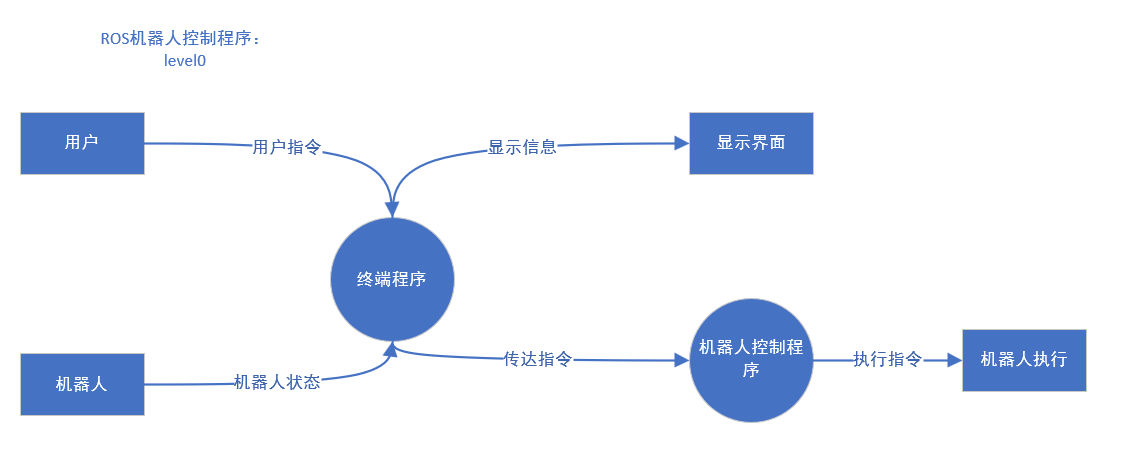 ROS机器人控制程序：
level0
用户
用户指令
显示信息
显示界面
终端程序
机器人
机器人状态
传达指令
机器人控制程
序
执行指令
机器人执行